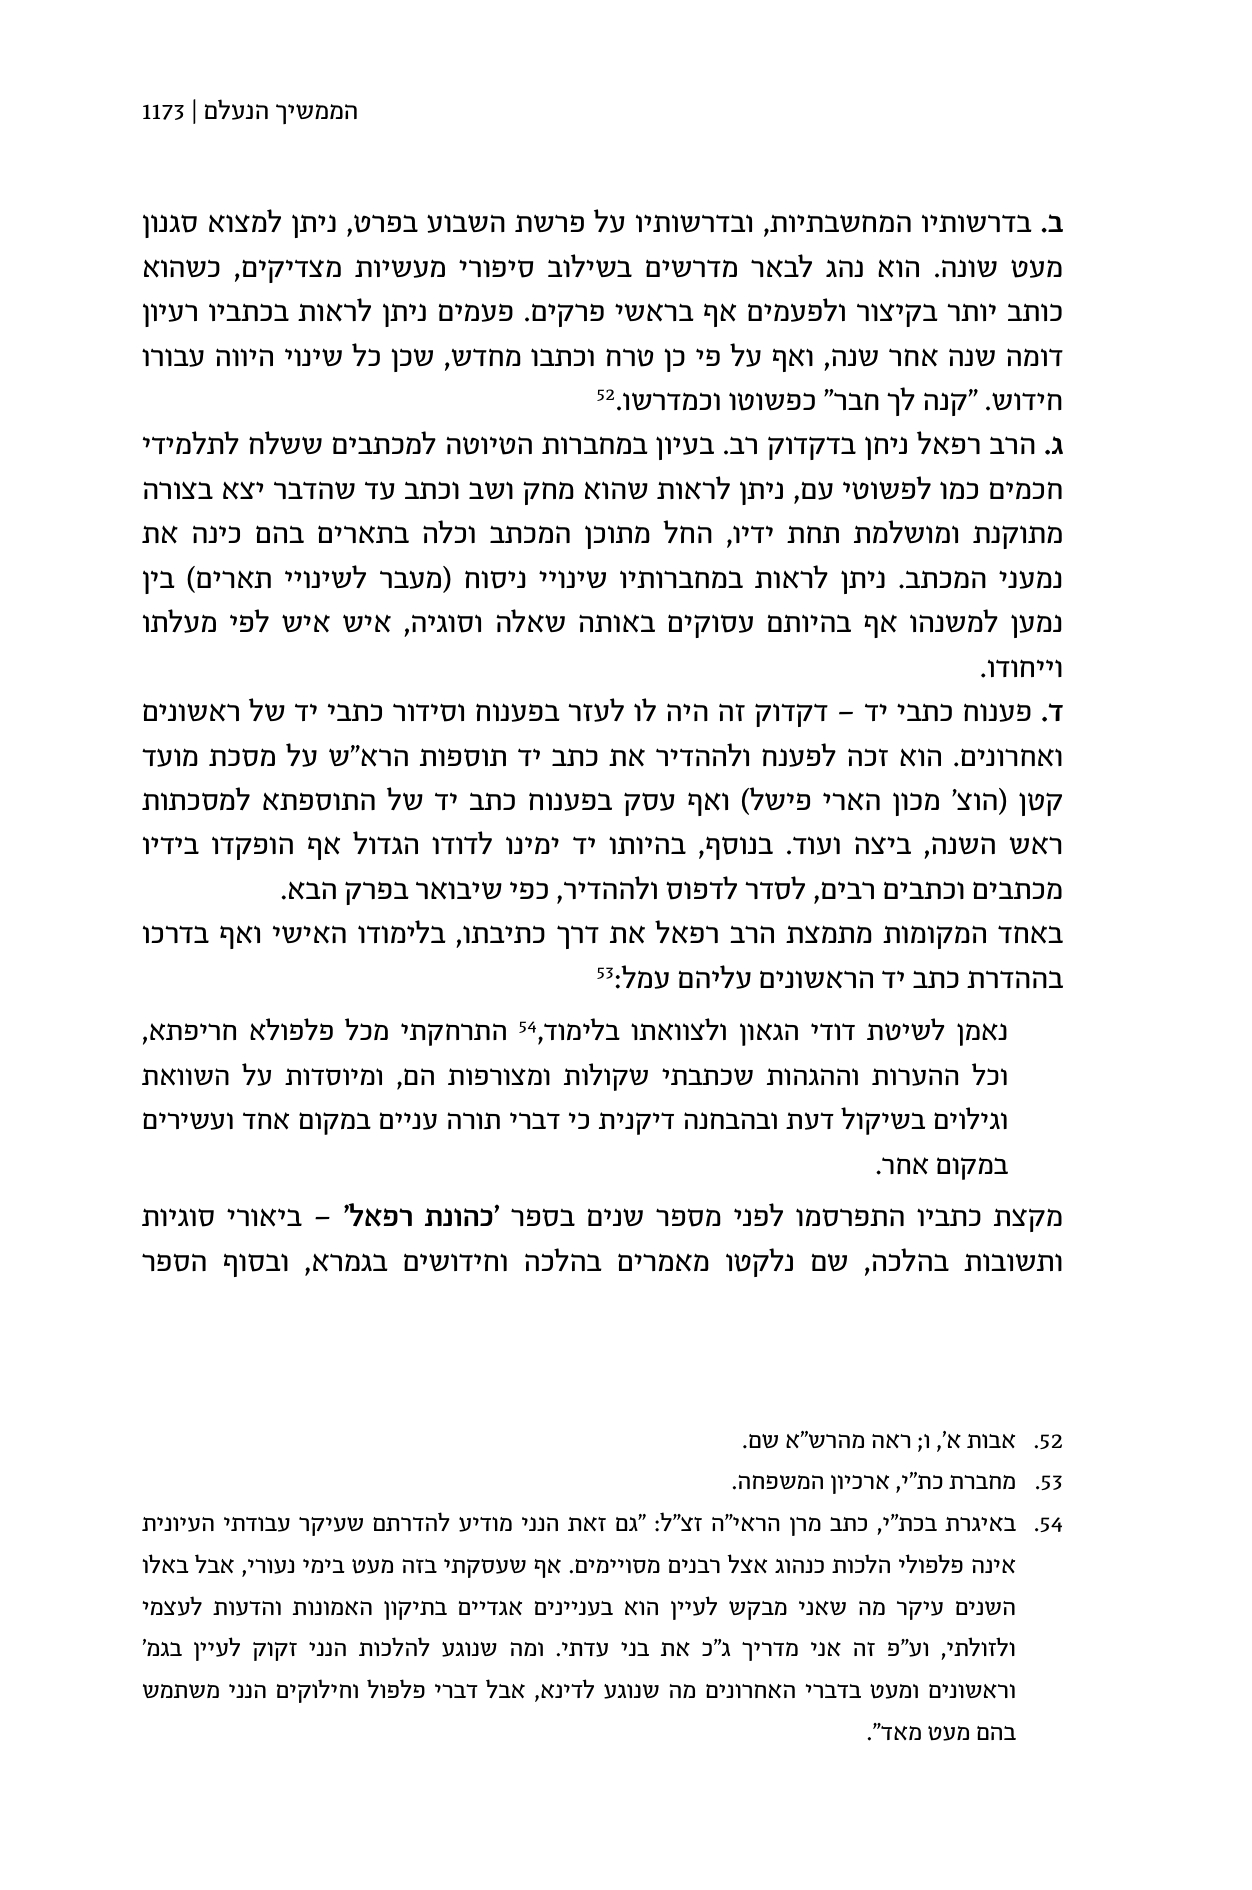 הממשיך הנעלם | 1173
ב. בדרשותיו המחשבתיות, ובדרשותיו על פרשת השבוע בפרט, ניתן למצוא סגנון
מעט שונה. הוא נהג לבאר מדרשים בשילוב סיפורי מעשיות מצדיקים, כשהוא
כותב יותר בקיצור ולפעמים אף בראשי פרקים. פעמים ניתן לראות בכתביו רעיון
דומה שנה אחר שנה, ואף על פי כן טרח וכתבו מחדש, שכן כל שינוי היווה עבורו
חידוש. "קנה לך חבר" כפשוטו וכמדרשו.52
ג. הרב רפאל ניחן בדקדוק רב. בעיון במחברות הטיוטה למכתבים ששלח לתלמידי
חכמים כמו לפשוטי עם, ניתן לראות שהוא מחק ושב וכתב עד שהדבר יצא בצורה
מתוקנת ומושלמת תחת ידיו, החל מתוכן המכתב וכלה בתארים בהם כינה את
נמעני המכתב. ניתן לראות במחברותיו שינויי ניסוח (מעבר לשינויי תארים) בין
נמען למשנהו אף בהיותם עסוקים באותה שאלה וסוגיה, איש איש לפי מעלתו
וייחודו.
ד. פענוח כתבי יד – דקדוק זה היה לו לעזר בפענוח וסידור כתבי יד של ראשונים
ואחרונים. הוא זכה לפענח ולההדיר את כתב יד תוספות הרא"ש על מסכת מועד
קטן (הוצ' מכון הארי פישל) ואף עסק בפענוח כתב יד של התוספתא למסכתות
ראש השנה, ביצה ועוד. בנוסף, בהיותו יד ימינו לדודו הגדול אף הופקדו בידיו
מכתבים וכתבים רבים, לסדר לדפוס ולההדיר, כפי שיבואר בפרק הבא.
באחד המקומות מתמצת הרב רפאל את דרך כתיבתו, בלימודו האישי ואף בדרכו
בההדרת כתב יד הראשונים עליהם עמל:53
נאמן לשיטת דודי הגאון ולצוואתו בלימוד,54 התרחקתי מכל פלפולא חריפתא,
וכל ההערות וההגהות שכתבתי שקולות ומצורפות הם, ומיוסדות על השוואת
וגילוים בשיקול דעת ובהבחנה דיקנית כי דברי תורה עניים במקום אחד ועשירים
במקום אחר.
מקצת כתביו התפרסמו לפני מספר שנים בספר 'כהונת רפאל' – ביאורי סוגיות
ותשובות בהלכה, שם נלקטו מאמרים בהלכה וחידושים בגמרא, ובסוף הספר
52. אבות א', ו; ראה מהרש"א שם.
53. מחברת כת"י, ארכיון המשפחה.
54. באיגרת בכת"י, כתב מרן הראי"ה זצ"ל: "גם זאת הנני מודיע להדרתם שעיקר עבודתי העיונית
אינה פלפולי הלכות כנהוג אצל רבנים מסויימים. אף שעסקתי בזה מעט בימי נעורי, אבל באלו
השנים עיקר מה שאני מבקש לעיין הוא בעניינים אגדיים בתיקון האמונות והדעות לעצמי
ולזולתי, וע"פ זה אני מדריך ג"כ את בני עדתי. ומה שנוגע להלכות הנני זקוק לעיין בגמ'
וראשונים ומעט בדברי האחרונים מה שנוגע לדינא, אבל דברי פלפול וחילוקים הנני משתמש
בהם מעט מאד".